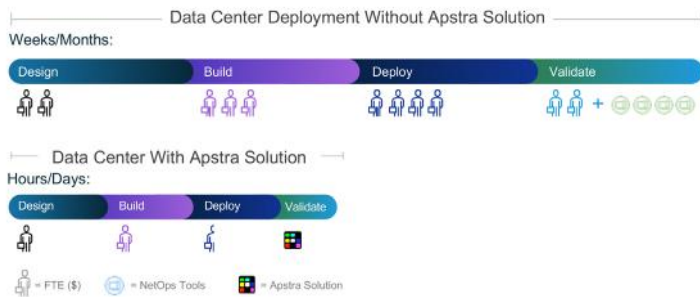 Data Center Deployment Without Apstra Solution
Weeks/Months:
Design Build Deploy Validate
+
Data Center With Apstra Solution
Hours/Days:
Design Build Deploy Validate
= FTE ($) = NetOps Tools = Apstra Solution